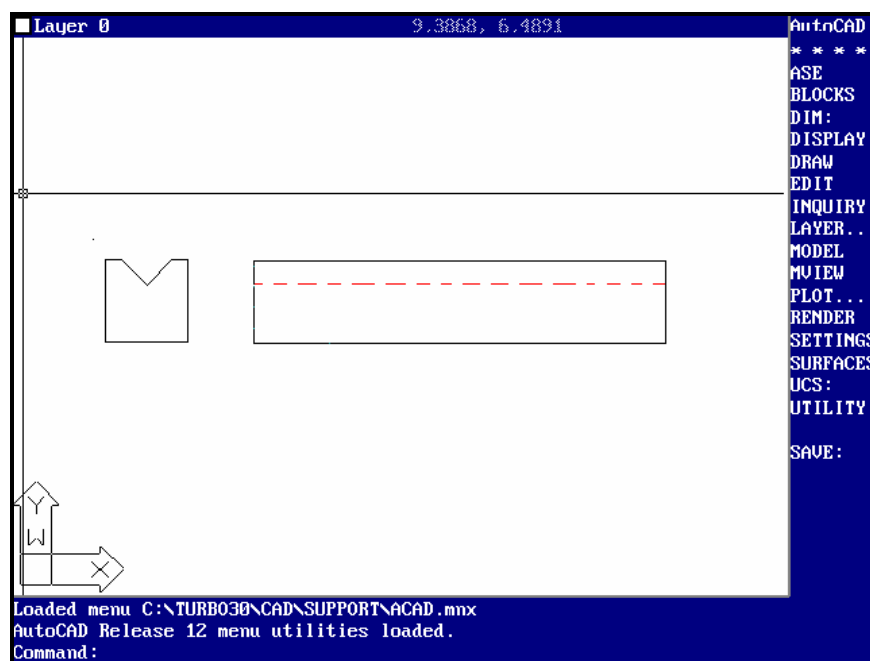 Layer 0 9.3868, 6.4891 AutoCAD
* * * *
ASE
BLOCKS
DIM:
DISPLAY
DRAW
EDIT
INQUIRY
LAYER..
MODEL
MVIEW
PLOT...
RENDER
SETTINGS
SURFACES
UCS:
UTILITY
SAVE:
Y
W
X
Loaded menu C:\TURBO30\CAD\SUPPORT\ACAD.mnx
AutoCAD Release 12 menu utilities loaded.
Command: